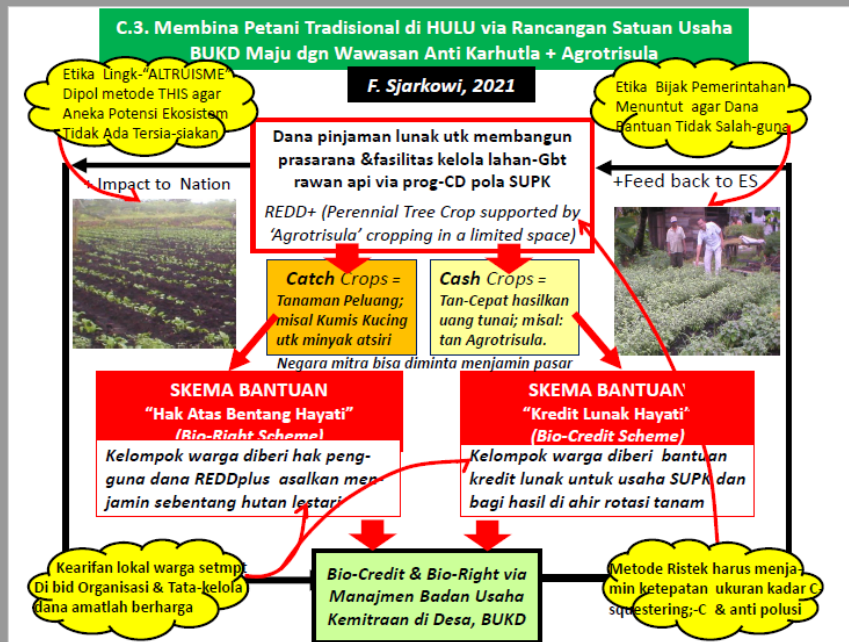 C.3. Membina Petani Tradisional di HULU via Rancangan Satuan Usaha
BUKD Maju dgn Wawasan Anti Karhutla + Agrotrisula
F. Sjarkowi, 2021
Etika Lingk-“ALTRUISME”
Dipol metode THIS agar
Aneka Potensi Ekosistem
Tidak Ada Tersia-siakan
Etika Bijak Pemerintahan
Menuntut agar Dana
Bantuan Tidak Salah-guna
Dana pinjaman lunak utk membangun
prasarana &fasilitas kelola lahan-Gbt
rawan api via prog-CD pola SUPK
REDD+ (Perennial Tree Crop supported by
‘Agrotrisula’ cropping in a limited space)
+ Impact to Nation
+Feed back to ES
Catch Crops =
Tanaman Peluang;
misal Kumis Kucing
utk minyak atsiri
Cash Crops =
Tan-Cepat hasilkan
uang tunai; misal:
tan Agrotrisula.
Negara mitra bisa diminta menjamin pasar
SKEMA BANTUAN
“Hak Atas Bentang Hayati”
(Bio-Right Scheme)
Kelompok warga diberi hak peng-
guna dana REDDplus asalkan men-
jamin sebentang hutan lestari
SKEMA BANTUAN
“Kredit Lunak Hayati”
(Bio-Credit Scheme)
Kelompok warga diberi bantuan
kredit lunak untuk usaha SUPK dan
bagi hasil di ahir rotasi tanam
Kearifan lokal warga setmpt
Di bid Organisasi & Tata-kelola
dana amatlah berharga
Bio-Credit & Bio-Right via
Manajmen Badan Usaha
Kemitraan di Desa, BUKD
Metode Ristek harus menja-
min ketepatan ukuran kadar C-
squestering;-C & anti polusi